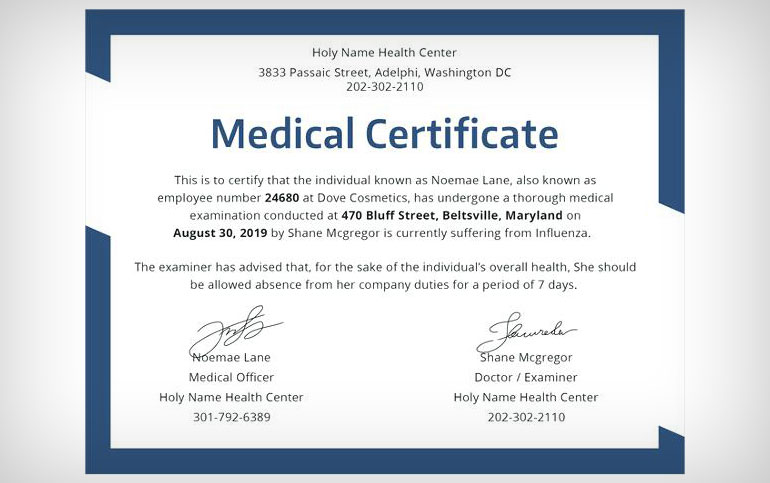 Holy Name Health Center
3833 Passaic Street, Adelphi, Washington DC
202-302-2110
Medical Certificate
This is to certify that the individual known as Noemae Lane, also known as
employee number 24680 at Dove Cosmetics, has undergone a thorough medical
examination conducted at 470 Bluff Street, Beltsville, Maryland on
August 30, 2019 by Shane Mcgregor is currently suffering from Influenza.
The examiner has advised that, for the sake of the individual's overall health, She should
be allowed absence from her company duties for a period of 7 days.
Noemae Lane
Medical Officer
Holy Name Health Center
301-792-6389
Shane Mcgregor
Doctor / Examiner
Holy Name Health Center
202-302-2110